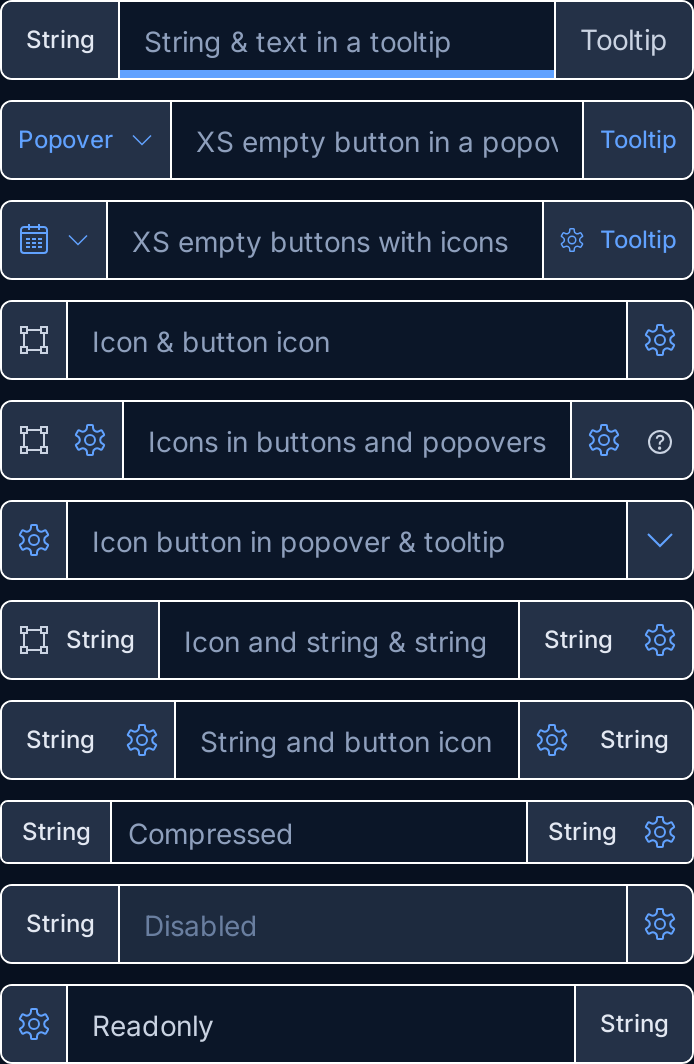 String String & text in a tooltip Tooltip
Popover XS empty button in a popov Tooltip
XS empty buttons with icons Tooltip
Icon & button icon
Icons in buttons and popovers
Icon button in popover & tooltip
String Icon and string & string String
String String and button icon String
String Compressed String
String Disabled
Readonly String